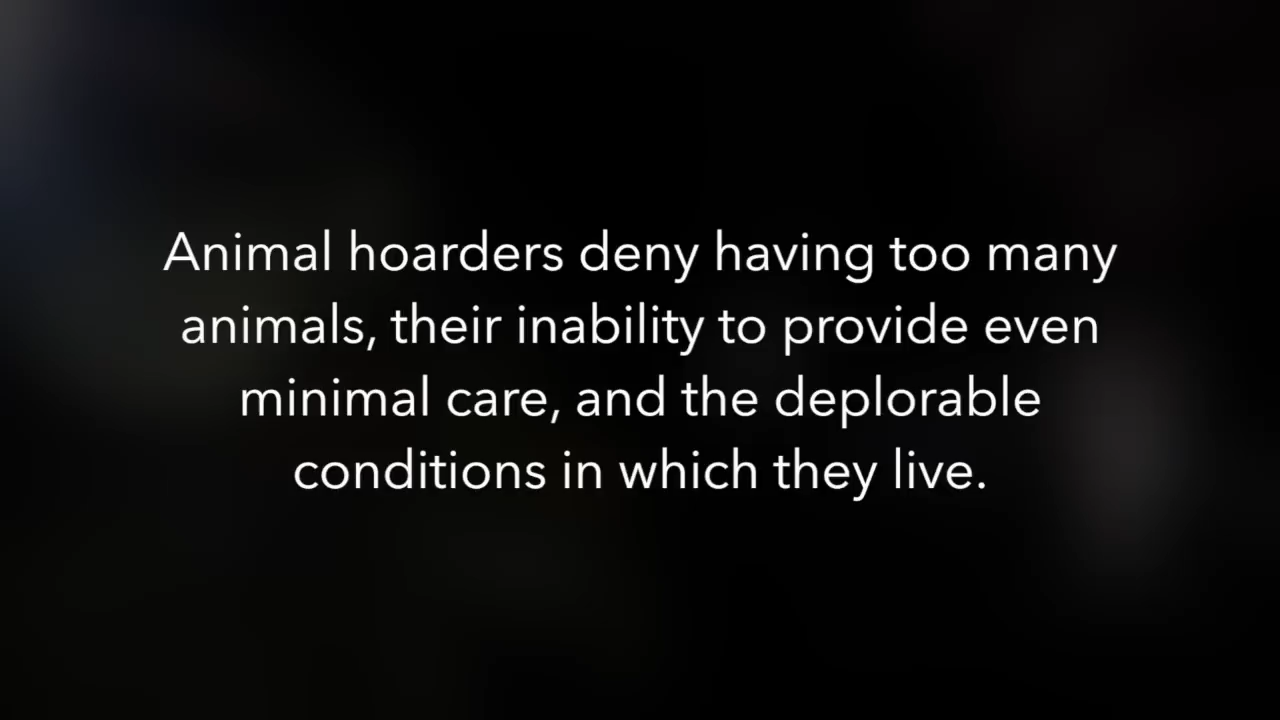 Animal hoarders deny having too many
animals, their inability to provide even
minimal care, and the deplorable
conditions in which they live.